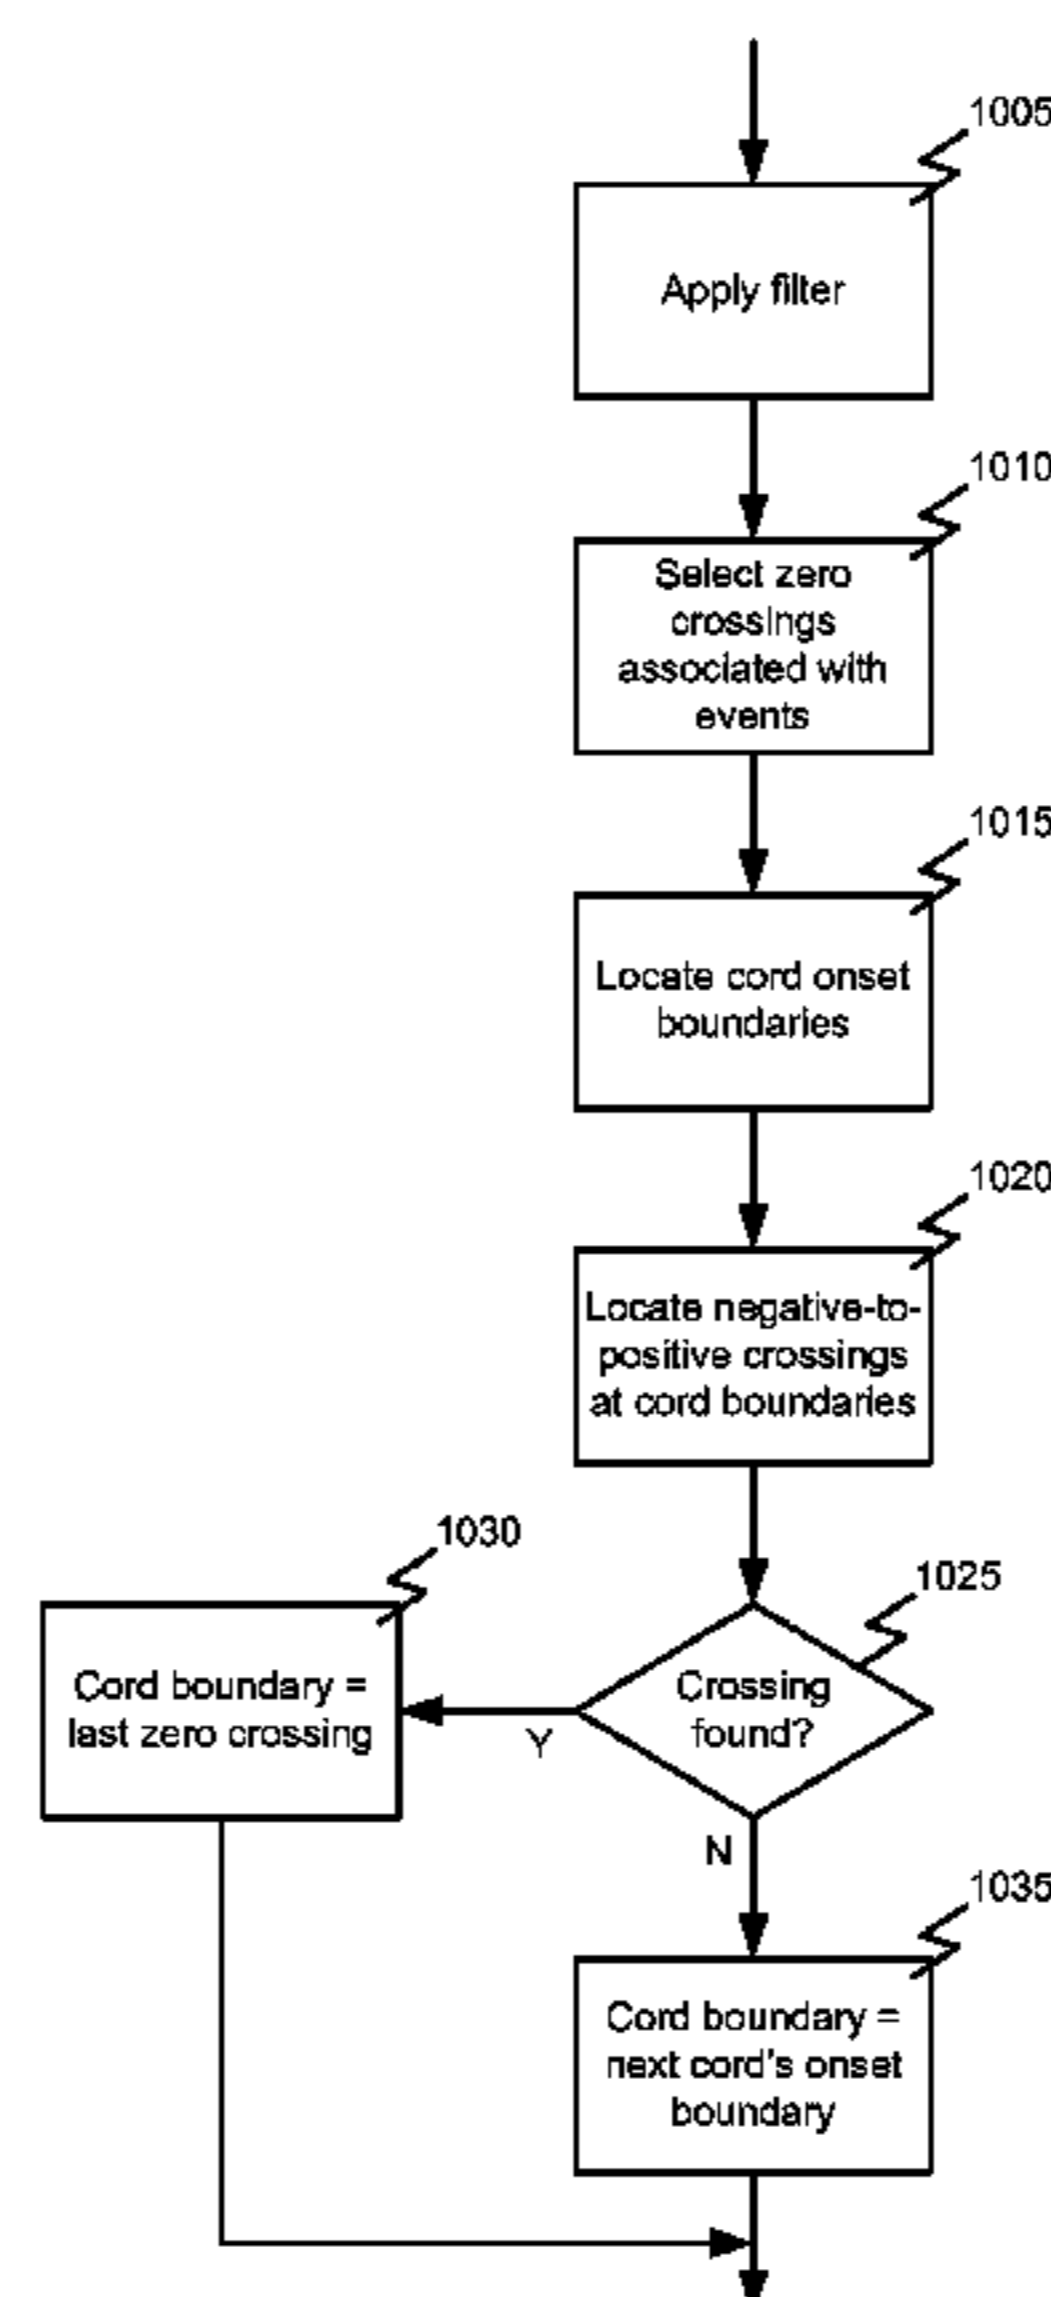 1005
Apply filter
1010
Select zero
crossings
associated with
events
1015
Locate cord onset
boundaries
1020
Locate negative-to-
positive crossings
at cord boundaries
1030
1025
Cord boundary =
last zero crossing
Crossing
found?
Y
N
1035
Cord boundary =
next cord's onset
boundary